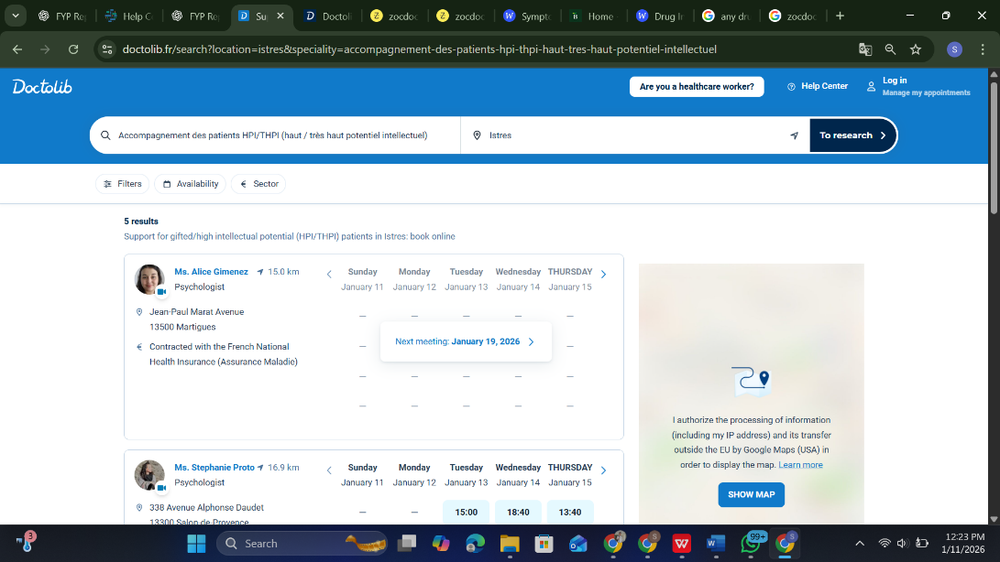 FYP Re
Help Ce
FYP Re
Su
Doctoli
zocdoc
zocdoc
Sympto
Home -
Drug In
any dru
zocdoc
doctolib.fr/search?location=istres&speciality=accompagnement-des-patients-hpi-thpi-haut-tres-haut-potentiel-intellectuel
S
Doctolib
Are you a healthcare worker?
Help Center
Log in
Manage my appointments
Accompagnement des patients HPI/THPI (haut / très haut potentiel intellectuel)
Istres
To research
Filters
Availability
Sector
5 results
Support for gifted/high intellectual potential (HPI/THPI) patients in Istres: book online
Ms. Alice Gimenez
15.0 km
Psychologist
Jean-Paul Marat Avenue
13500 Martigues
Contracted with the French National
Health Insurance (Assurance Maladie)
Sunday Monday Tuesday Wednesday THURSDAY
January 11 January 12 January 13 January 14 January 15
— — — — —
— —
Next meeting: January 19, 2026
— — — — —
— — — — —
Ms. Stephanie Proto
16.9 km
Psychologist
338 Avenue Alphonse Daudet
13300 Salon-de-Provence
Sunday Monday Tuesday Wednesday THURSDAY
January 11 January 12 January 13 January 14 January 15
— — 15:00 18:40 13:40
I authorize the processing of information
(including my IP address) and its transfer
outside the EU by Google Maps (USA) in
order to display the map. Learn more
SHOW MAP
3
Search
99+
12:23 PM
1/11/2026